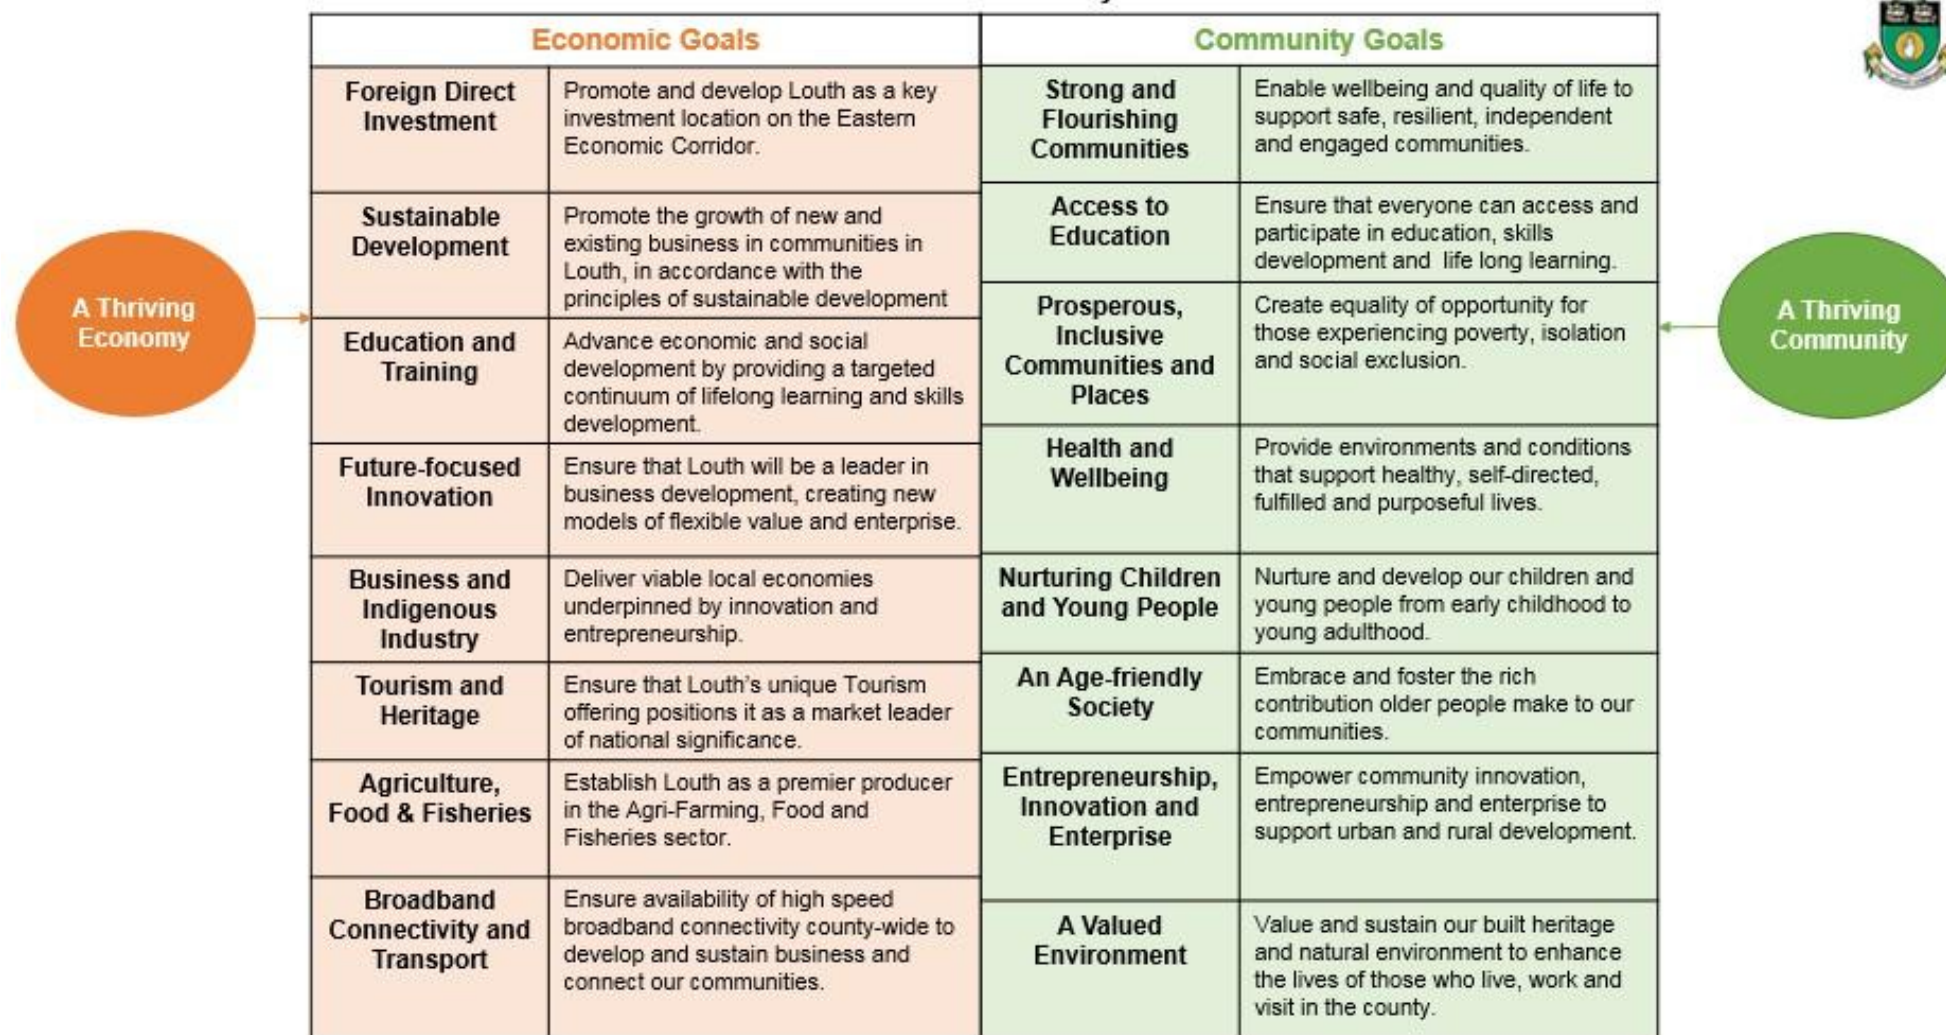 Economic Goals
Community Goals
A Thriving
Economy
Foreign Direct
Investment
Promote and develop Louth as a key
investment location on the Eastern
Economic Corridor.
Sustainable
Development
Promote the growth of new and
existing business in communities in
Louth, in accordance with the
principles of sustainable development
Education and
Training
Advance economic and social
development by providing a targeted
continuum of lifelong learning and skills
development.
Future-focused
Innovation
Ensure that Louth will be a leader in
business development, creating new
models of flexible value and enterprise.
Business and
Indigenous
Industry
Deliver viable local economies
underpinned by innovation and
entrepreneurship.
Tourism and
Heritage
Ensure that Louth's unique Tourism
offering positions it as a market leader
of national significance.
Agriculture,
Food & Fisheries
Establish Louth as a premier producer
in the Agri-Farming, Food and
Fisheries sector.
Broadband
Connectivity and
Transport
Ensure availability of high speed
broadband connectivity county-wide to
develop and sustain business and
connect our communities.
Strong and
Flourishing
Communities
Enable wellbeing and quality of life to
support safe, resilient, independent
and engaged communities.
Access to
Education
Ensure that everyone can access and
participate in education, skills
development and life long learning.
Prosperous,
Inclusive
Communities and
Places
Create equality of opportunity for
those experiencing poverty, isolation
and social exclusion.
Health and
Wellbeing
Provide environments and conditions
that support healthy, self-directed,
fulfilled and purposeful lives.
Nurturing Children
and Young People
Nurture and develop our children and
young people from early childhood to
young adulthood.
An Age-friendly
Society
Embrace and foster the rich
contribution older people make to our
communities.
Entrepreneurship,
Innovation and
Enterprise
Empower community innovation,
entrepreneurship and enterprise to
support urban and rural development.
A Valued
Environment
Value and sustain our built heritage
and natural environment to enhance
the lives of those who live, work and
visit in the county.
A Thriving
Community